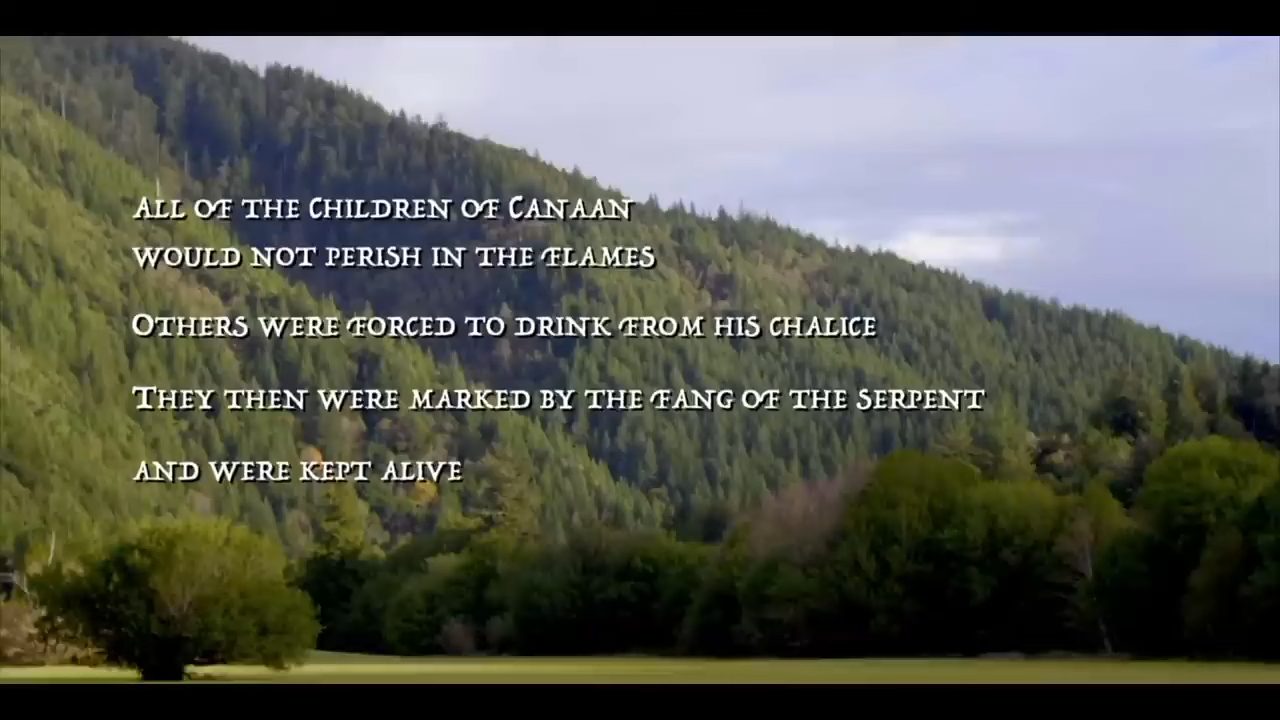 All of the children of Canaan
would not perish in the flames
Others were forced to drink from his chalice
They then were marked by the fang of the serpent
and were kept alive